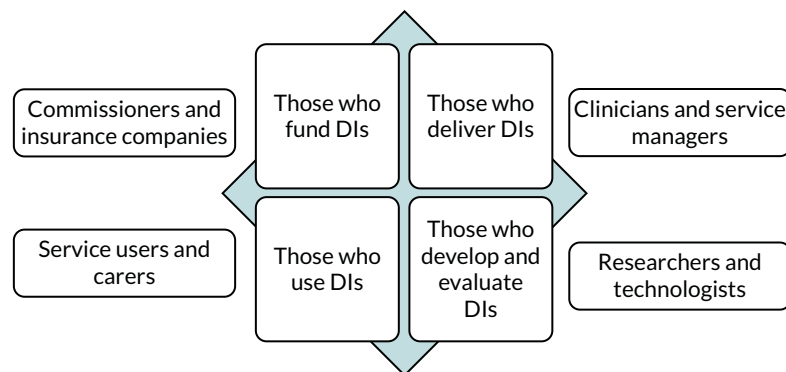 Commissioners and
insurance companies
Those who
fund DIs
Those who
deliver DIs
Clinicians and service
managers
Service users and
carers
Those who
use DIs
Those who
develop and
evaluate
DIs
Researchers and
technologists